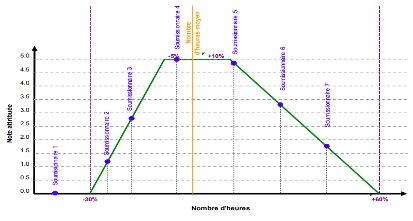 Soumissionnaire 4
Nombre
d'heures moyen
Soumissionnaire 5
-5%
+10%
Soumissionnaire 6
Soumissionnaire 3
Soumissionnaire 7
Soumissionnaire 2
Soumissionnaire 1
Note attribuée
5.0
4.5
4.0
3.5
3.0
2.5
2.0
1.5
1.0
0.5
0.0
-30%
+60%
Nombre d'heures